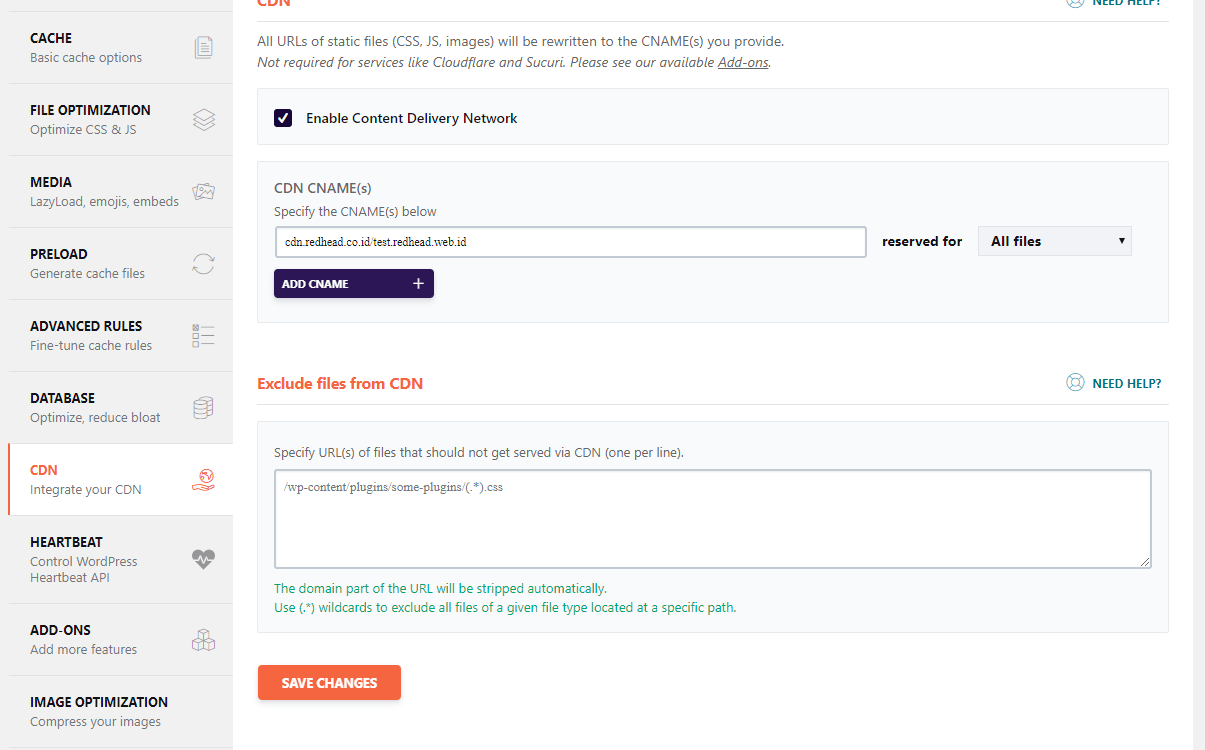 CDN
NEED HELP?
All URLs of static files (CSS, JS, images) will be rewritten to the CNAME(s) you provide.
Not required for services like Cloudflare and Sucuri. Please see our available Add-ons.
Enable Content Delivery Network
CDN CNAME(s)
Specify the CNAME(s) below
cdn.redhead.co.id/test.redhead.web.id
reserved for
All files
ADD CNAME +
Exclude files from CDN
NEED HELP?
Specify URL(s) of files that should not get served via CDN (one per line).
/wp-content/plugins/some-plugins/(.*).css
The domain part of the URL will be stripped automatically.
Use (.*) wildcards to exclude all files of a given file type located at a specific path.
SAVE CHANGES
CACHE
Basic cache options
FILE OPTIMIZATION
Optimize CSS & JS
MEDIA
LazyLoad, emojis, embeds
PRELOAD
Generate cache files
ADVANCED RULES
Fine-tune cache rules
DATABASE
Optimize, reduce bloat
CDN
Integrate your CDN
HEARTBEAT
Control WordPress
Heartbeat API
ADD-ONS
Add more features
IMAGE OPTIMIZATION
Compress your images